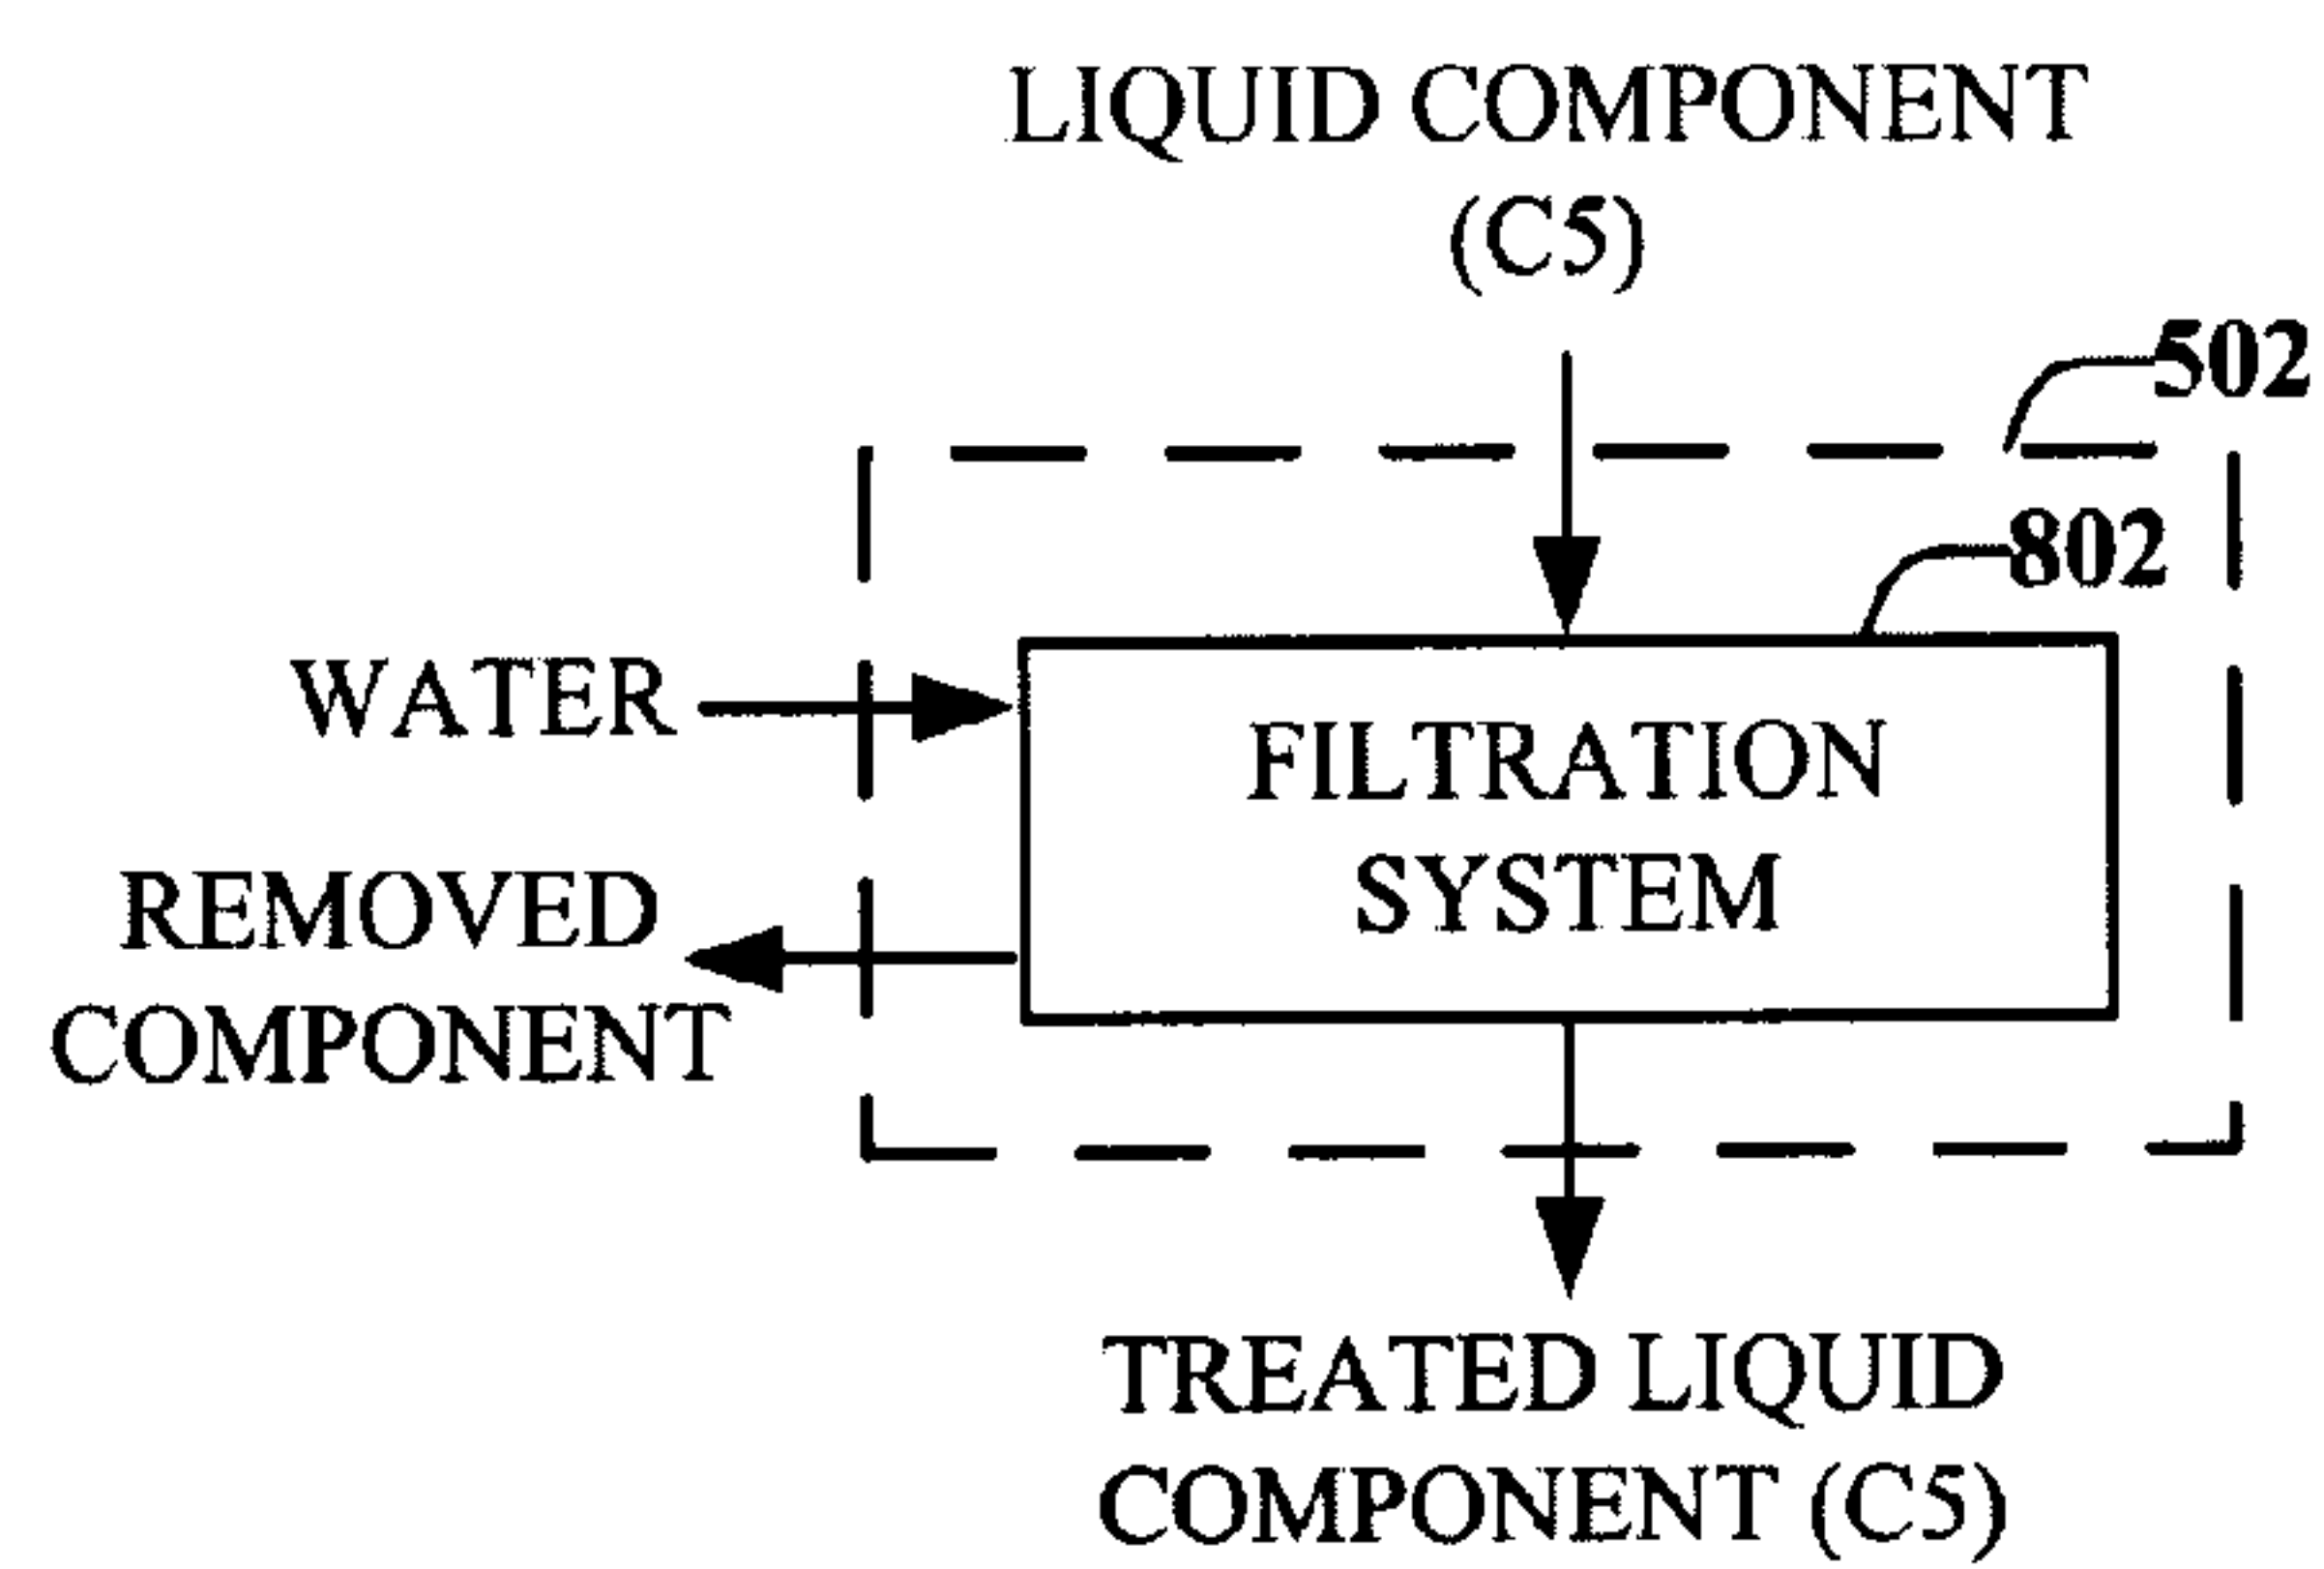 LIQUID COMPONENT
(C5)
502
802
WATER
FILTRATION
SYSTEM
REMOVED
COMPONENT
TREATED LIQUID
COMPONENT (C5)